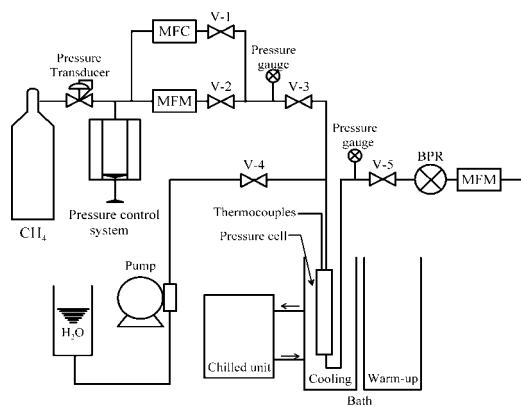 V-1
MFC
Pressure
Transducer
Pressure
gauge
MFM
V-2
V-3
Pressure
gauge
V-4
V-5
BPR
MFM
Pressure control
system
CH4
Thermocouples
Pressure cell
Pump
H2O
Chilled unit
Cooling
Warm-up
Bath